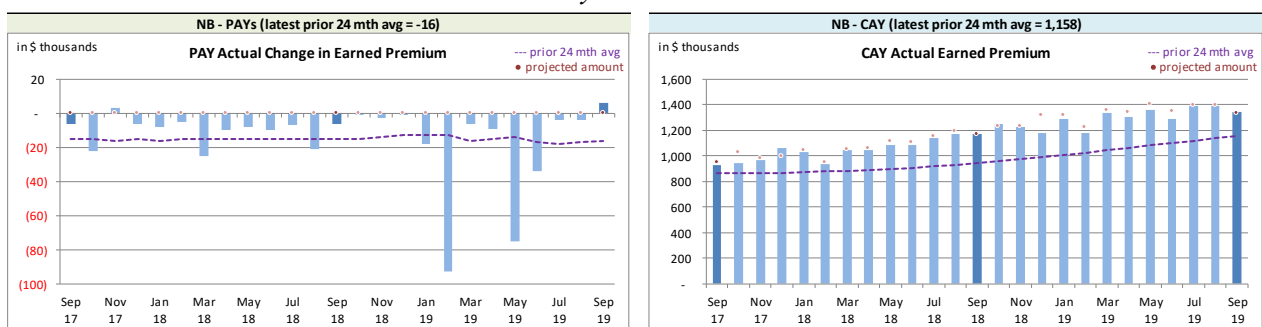 NB - PAYs (latest prior 24 mth avg = -16)
in $ thousands
PAY Actual Change in Earned Premium
--- prior 24 mth avg
• projected amount
20
-
(20)
(40)
(60)
(80)
(100)
Sep Nov Jan Mar May Jul Sep Nov Jan Mar May Jul Sep
17 17 18 18 18 18 18 18 19 19 19 19 19
NB - CAY (latest prior 24 mth avg = 1,158)
in $ thousands
CAY Actual Earned Premium
--- prior 24 mth avg
• projected amount
1,600
1,400
1,200
1,000
800
600
400
200
-
Sep Nov Jan Mar May Jul Sep Nov Jan Mar May Jul Sep
17 17 18 18 18 18 18 18 19 19 19 19 19